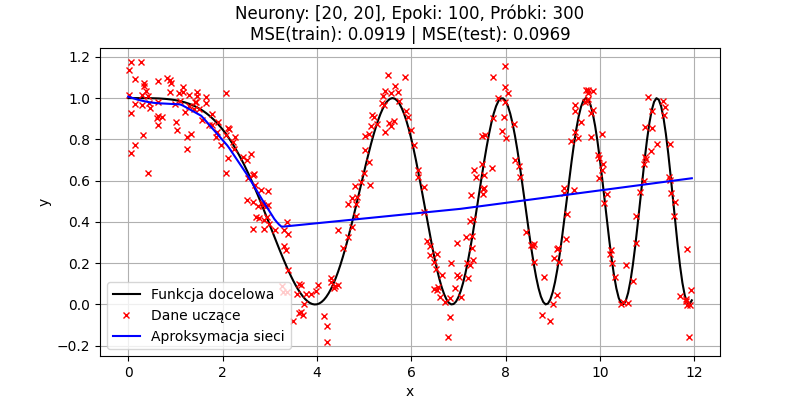 Neurony: [20, 20], Epoki: 100, Próbki: 300
MSE(train): 0.0919 | MSE(test): 0.0969
1.2
1.0
0.8
0.6
0.4
0.2
0.0
−0.2
y
Funkcja docelowa
Dane uczące
Aproksymacja sieci
0 2 4 6 8 10 12
x